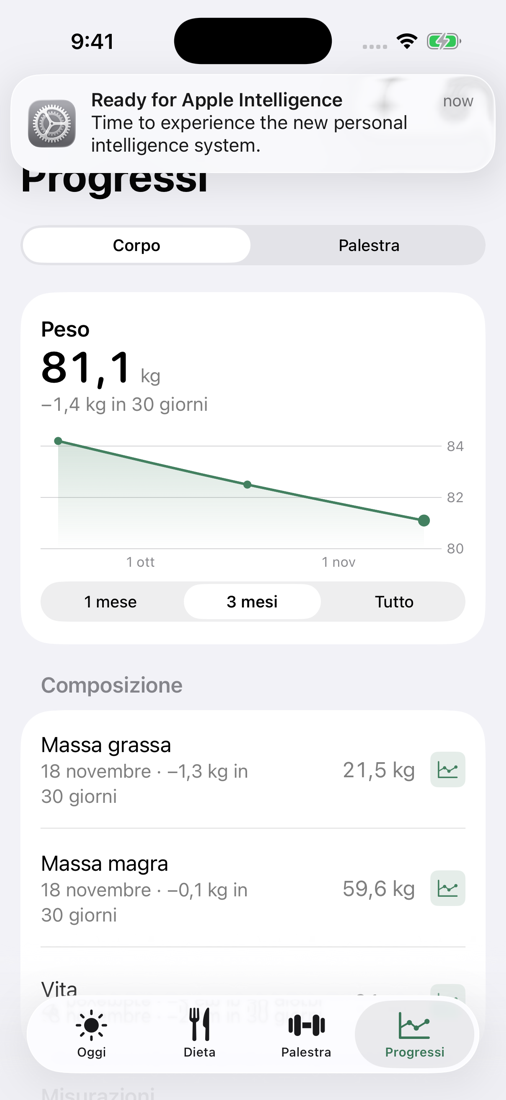 9:41
Ready for Apple Intelligence
now
Time to experience the new personal
intelligence system.
Progressi
Corpo
Palestra
Peso
81,1 kg
−1,4 kg in 30 giorni
84
82
80
1 ott
1 nov
1 mese
3 mesi
Tutto
Composizione
Massa grassa
18 novembre · −1,3 kg in
30 giorni
21,5 kg
Massa magra
18 novembre · −0,1 kg in
30 giorni
59,6 kg
Vita
Oggi
Dieta
Palestra
Progressi
Misurazioni